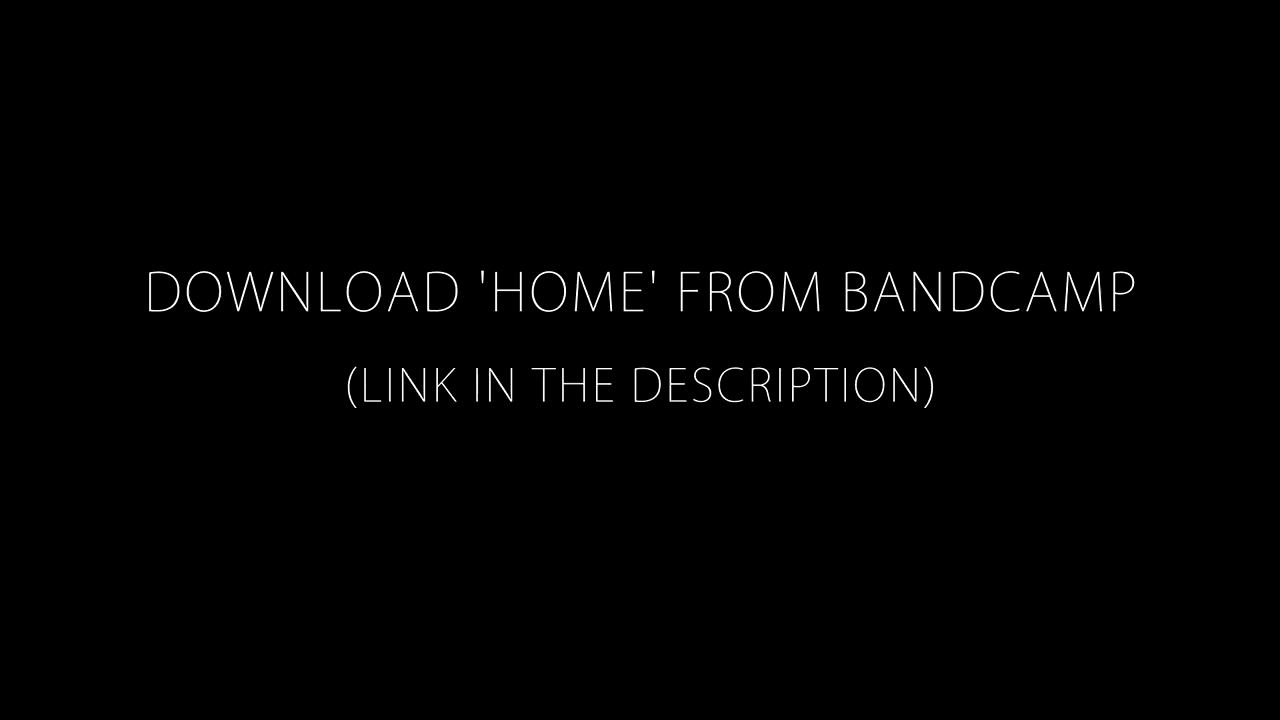 DOWNLOAD 'HOME' FROM BANDCAMP
(LINK IN THE DESCRIPTION)